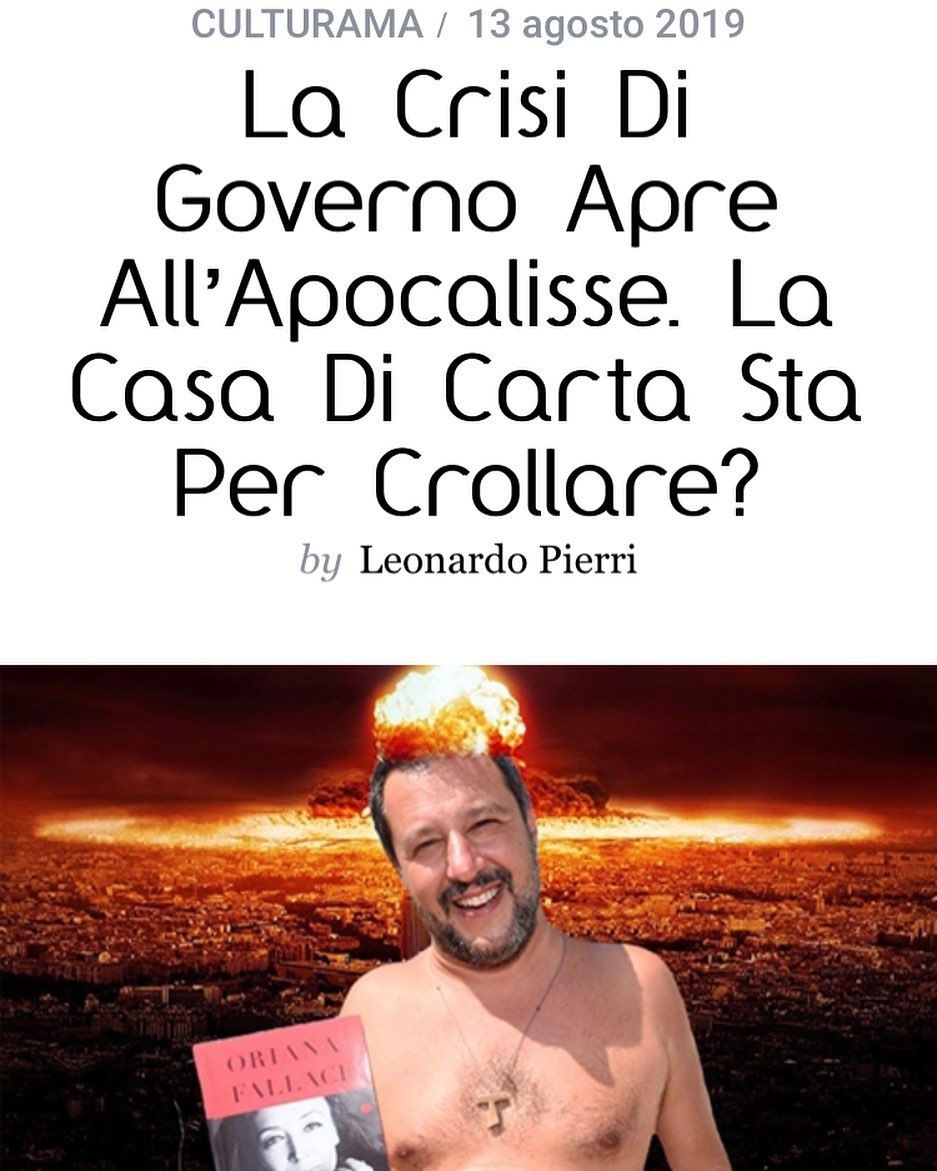 CULTURAMA / 13 agosto 2019
La Crisi Di
Governo Apre
All'Apocalisse. La
Casa Di Carta Sta
Per Crollare?
by Leonardo Pierri
ORIANA
FALLACI